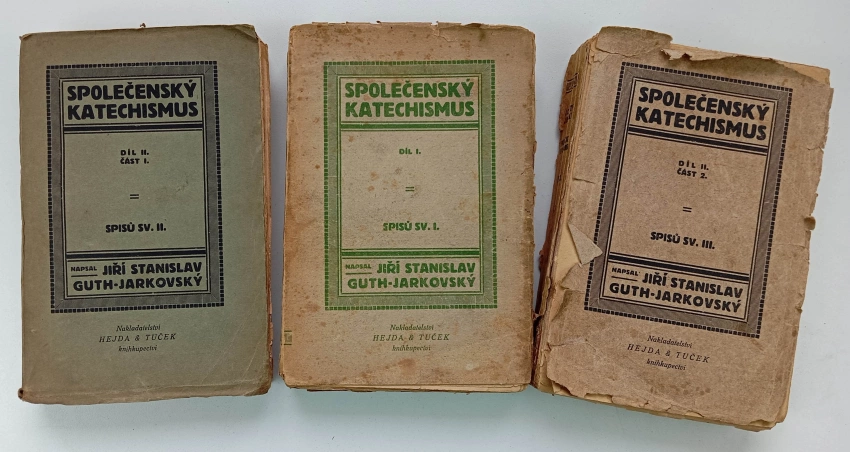 SPOLEČENSKÝ
KATECHISMUS
DÍL II.
ČÁST 1.
=
SPISŮ SV. II.
NAPSAL JIŘÍ STANISLAV
GUTH-JARKOVSKÝ
Nakladatelství
HEJDA & TUČEK
knihkupectví
SPOLEČENSKÝ
KATECHISMUS
DÍL I.
=
SPISŮ SV. I.
NAPSAL JIŘÍ STANISLAV
GUTH-JARKOVSKÝ
Nakladatelství
HEJDA & TUČEK
knihkupectví
SPOLEČENSKÝ
KATECHISMUS
DÍL II.
ČÁST 2.
=
SPISŮ SV. III.
NAPSAL JIŘÍ STANISLAV
GUTH-JARKOVSKÝ
Nakladatelství
HEJDA & TUČEK
knihkupectví